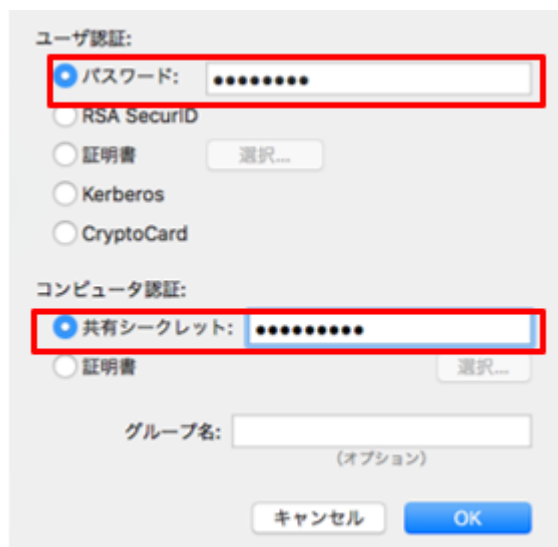 ユーザ認証:
パスワード: ●●●●●●●●
RSA SecurID
証明書 選択...
Kerberos
CryptoCard
コンピュータ認証:
共有シークレット: ●●●●●●●●●
証明書 選択...
グループ名:
(オプション)
キャンセル OK